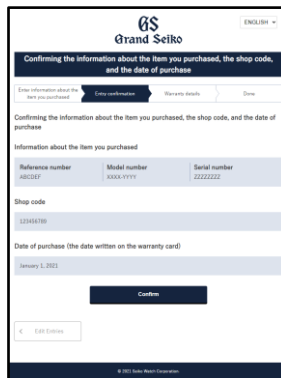 GS
Grand Seiko
ENGLISH
Confirming the information about the item you purchased, the shop code,
and the date of purchase
Enter information about the
item you purchased
Entry confirmation
Warranty details
Done
Confirming the information about the item you purchased, the shop code, and the date of
purchase
Information about the item you purchased
Reference number
ABCDEF
Model number
XXXX-YYYY
Serial number
ZZZZZZZZ
Shop code
123456789
Date of purchase (the date written on the warranty card)
January 1, 2021
Confirm
Edit Entries
© 2021 Seiko Watch Corporation